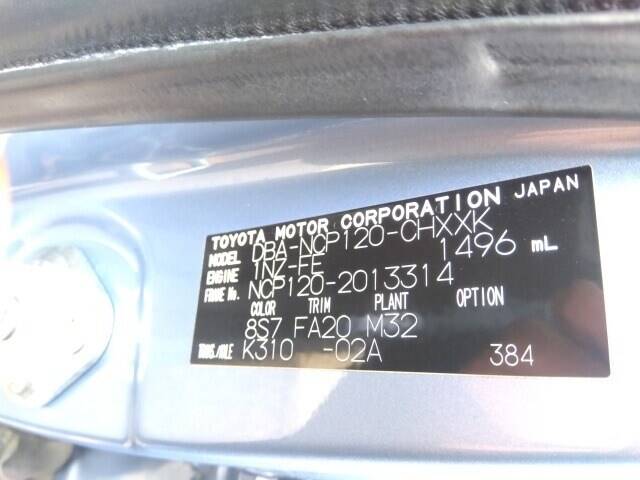 TOYOTA MOTOR CORPORATION JAPAN
MODEL DBA-NCP120-CHXXK
ENGINE 1NZ-FE 1496 mL
FRAME No. NCP120-2013314
COLOR TRIM PLANT OPTION
8S7 FA20 M32
TRANS./AXLE K310 -02A 384